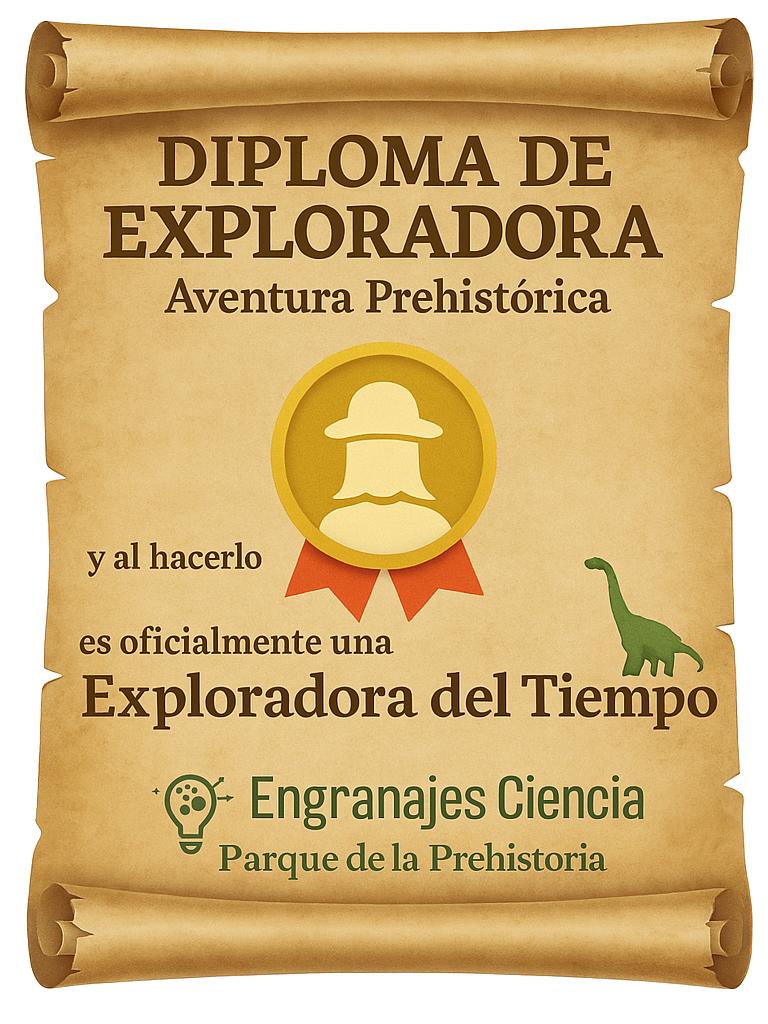 DIPLOMA DE
EXPLORADORA
Aventura Prehistórica
y al hacerlo
es oficialmente una
Exploradora del Tiempo
Engranajes Ciencia
Parque de la Prehistoria